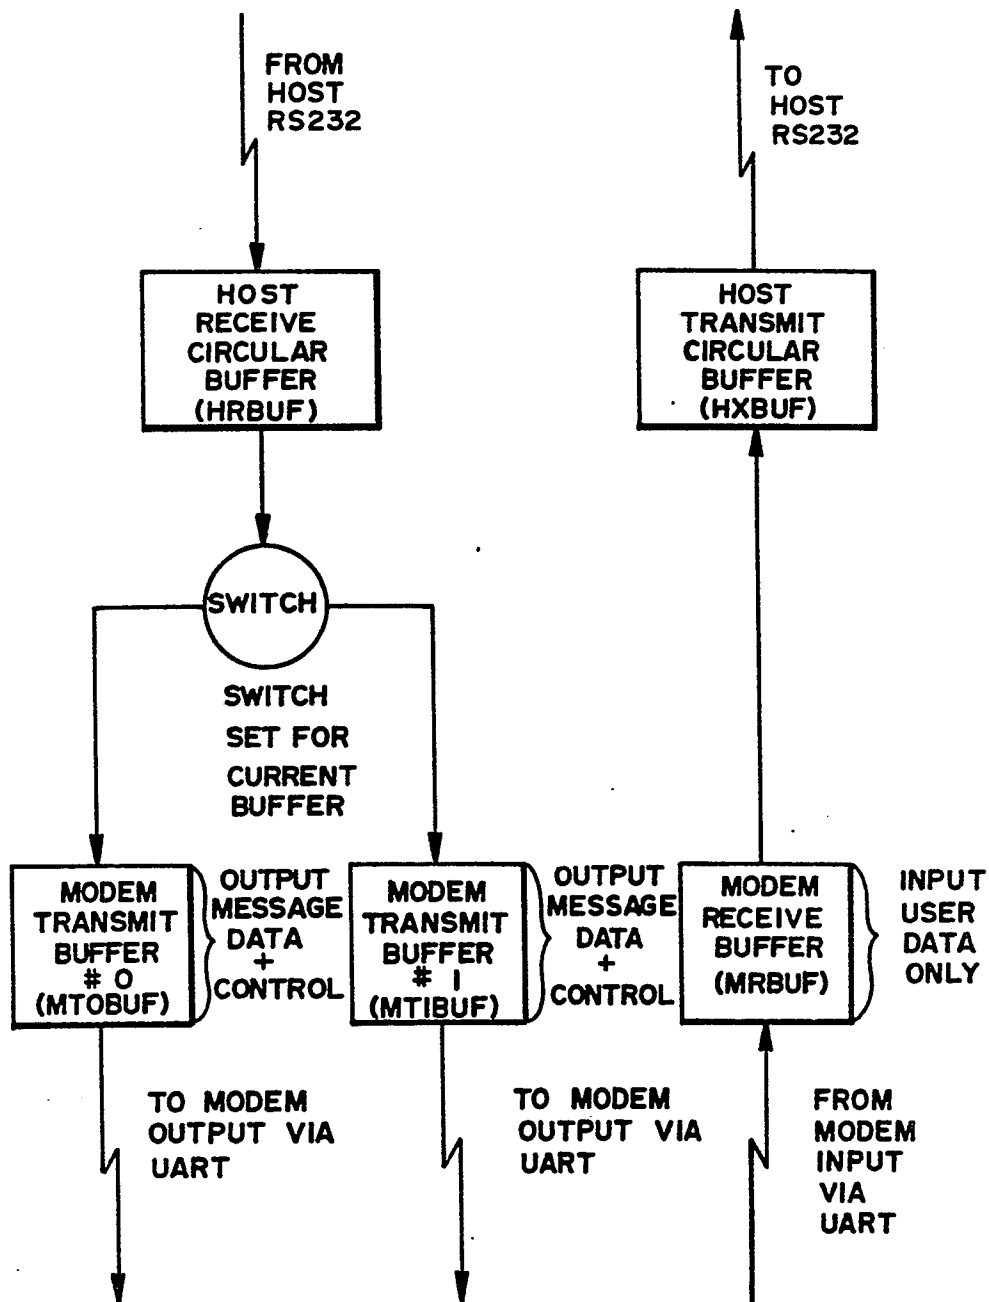 FROM
HOST
RS232
TO
HOST
RS232
HOST
RECEIVE
CIRCULAR
BUFFER
(HRBUF)
HOST
TRANSMIT
CIRCULAR
BUFFER
(HXBUF)
SWITCH
SWITCH
SET FOR
CURRENT
BUFFER
MODEM
TRANSMIT
BUFFER
# 0
(MTOBUF)
OUTPUT
MESSAGE
DATA
+
CONTROL
MODEM
TRANSMIT
BUFFER
# 1
(MTIBUF)
OUTPUT
MESSAGE
DATA
+
CONTROL
MODEM
RECEIVE
BUFFER
(MRBUF)
INPUT
USER
DATA
ONLY
TO MODEM
OUTPUT VIA
UART
TO MODEM
OUTPUT VIA
UART
FROM
MODEM
INPUT
VIA
UART